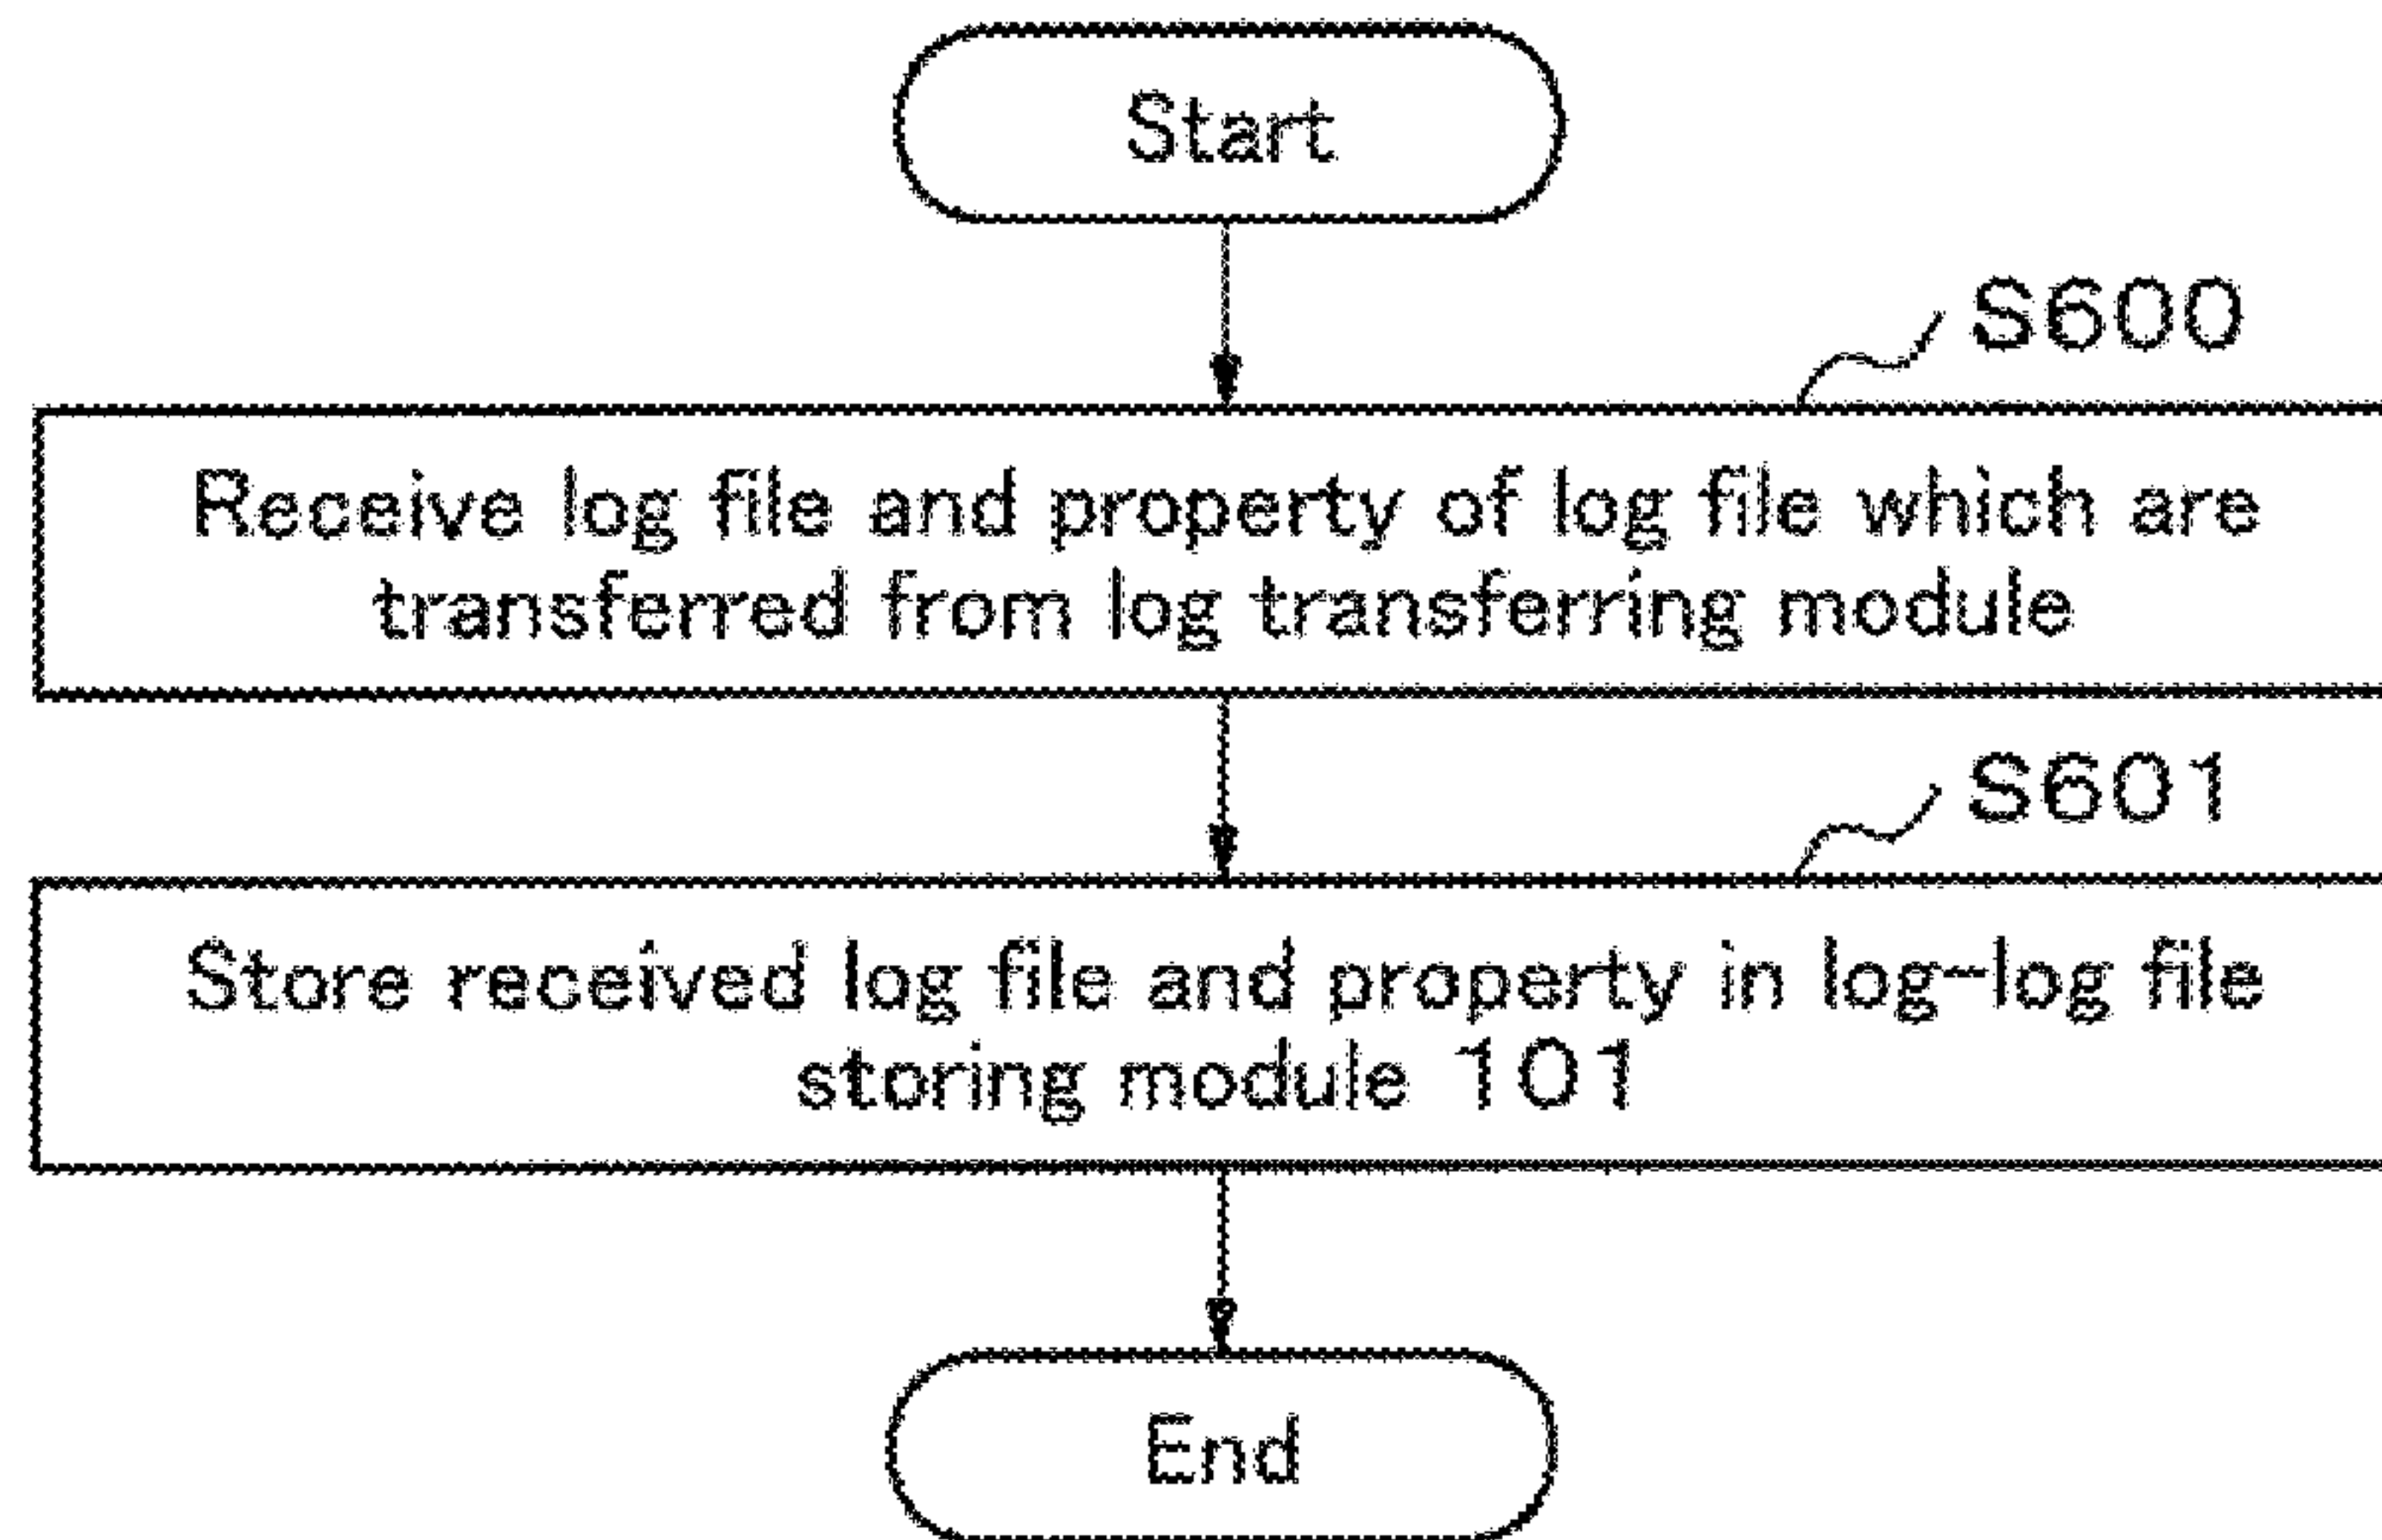 Start
S600
Receive log file and property of log file which are
transferred from log transferring module
S601
Store received log file and property in log-log file
storing module 101
End